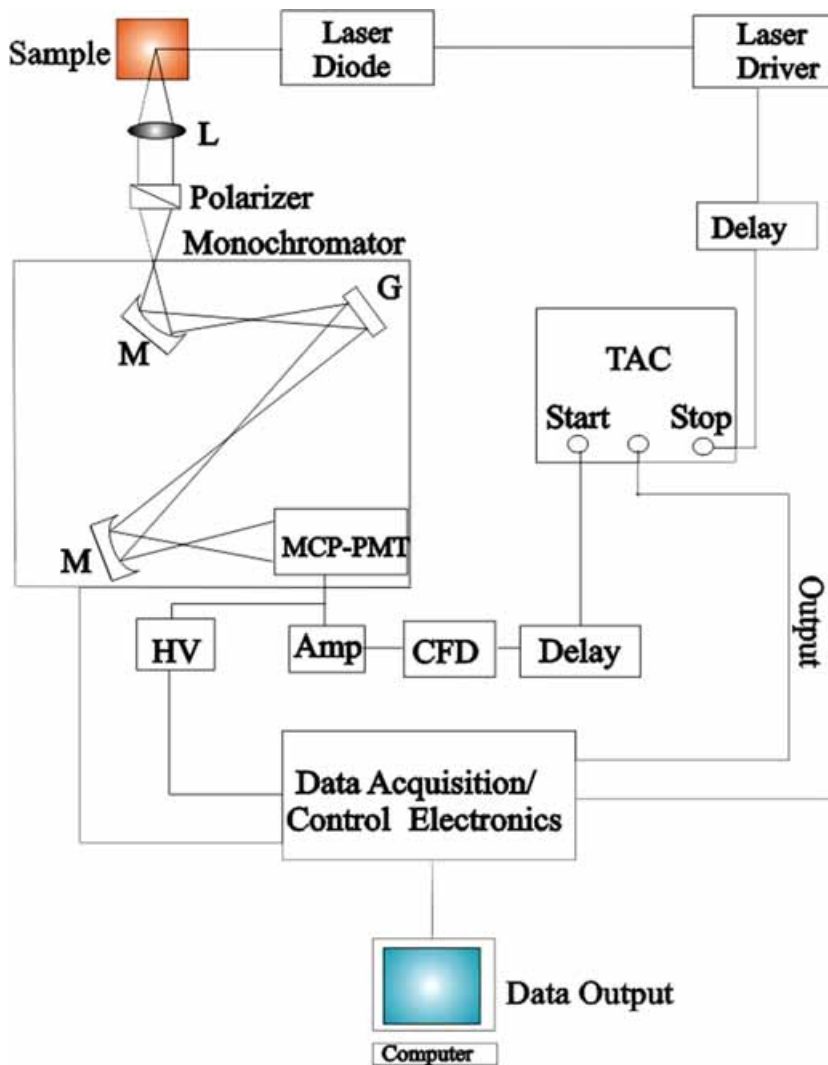 Sample
Laser
Diode
Laser
Driver
L
Polarizer
Delay
Monochromator
G
M
TAC
Start
Stop
M
MCP-PMT
Output
HV
Amp
CFD
Delay
Data Acquisition/
Control Electronics
Data Output
Computer